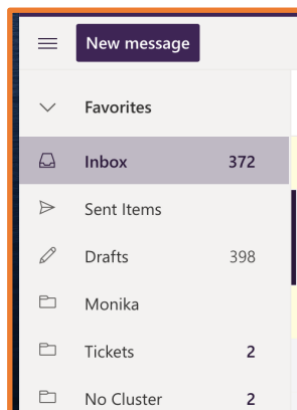 New message
Favorites
Inbox 372
Sent Items
Drafts 398
Monika
Tickets 2
No Cluster 2